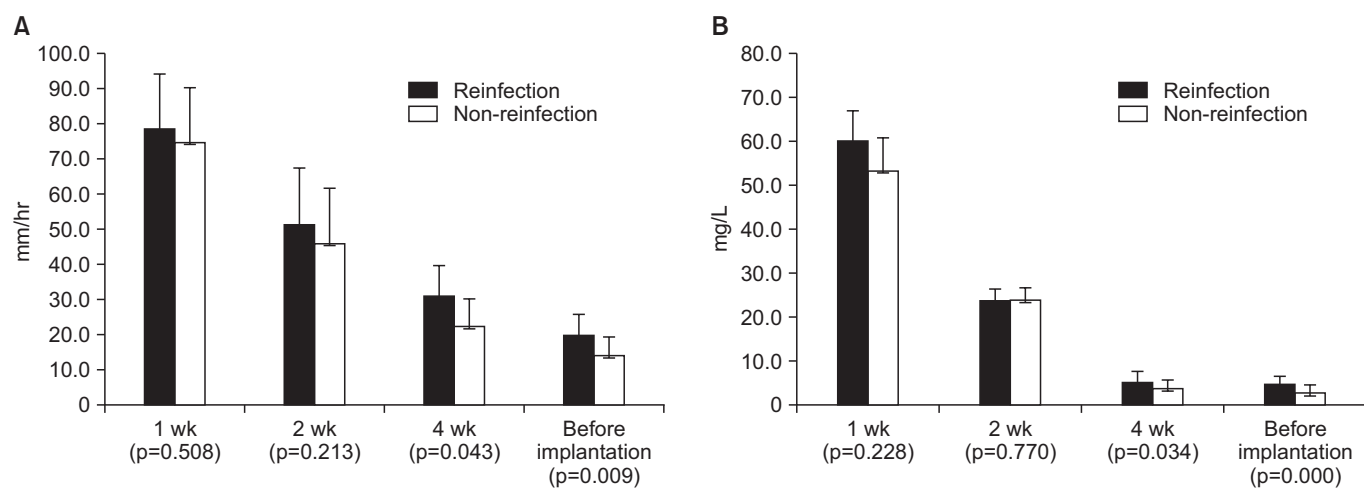 A
100.0
90.0
80.0
70.0
60.0
50.0
40.0
30.0
20.0
10.0
0
mm/hr
Reinfection
Non-reinfection
1 wk
(p=0.508)
2 wk
(p=0.213)
4 wk
(p=0.043)
Before
implantation
(p=0.009)
B
80.0
70.0
60.0
50.0
40.0
30.0
20.0
10.0
0
mg/L
Reinfection
Non-reinfection
1 wk
(p=0.228)
2 wk
(p=0.770)
4 wk
(p=0.034)
Before
implantation
(p=0.000)